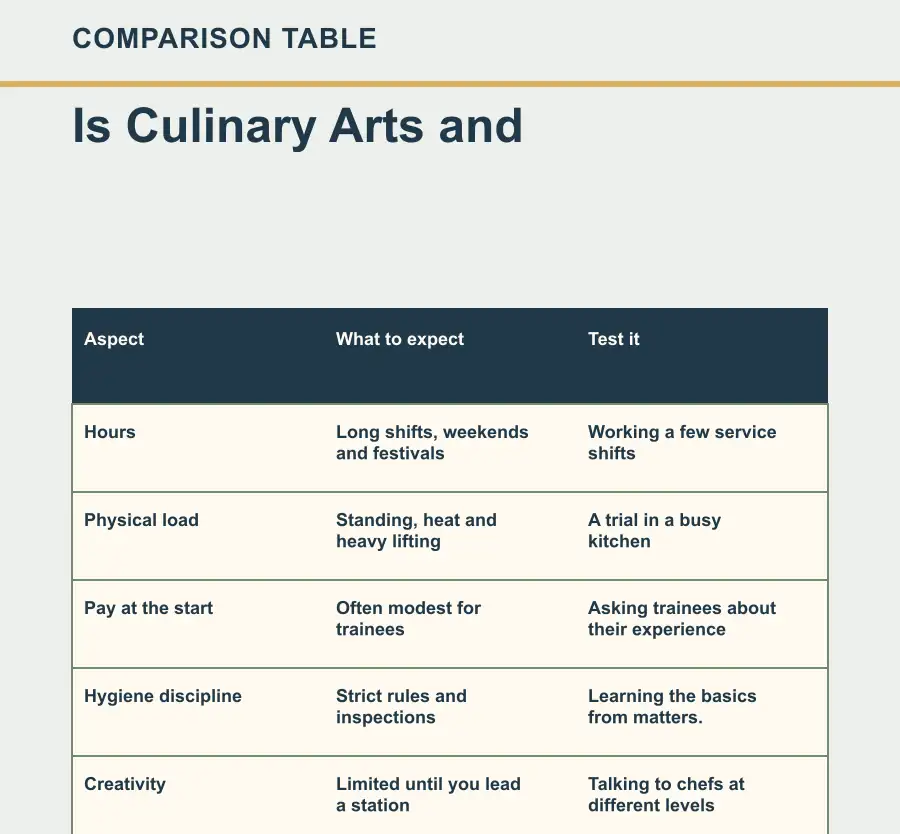 COMPARISON TABLE
Is Culinary Arts and
Aspect
What to expect
Test it
Hours
Long shifts, weekends
and festivals
Working a few service
shifts
Physical load
Standing, heat and
heavy lifting
A trial in a busy
kitchen
Pay at the start
Often modest for
trainees
Asking trainees about
their experience
Hygiene discipline
Strict rules and
inspections
Learning the basics
from matters.
Creativity
Limited until you lead
a station
Talking to chefs at
different levels